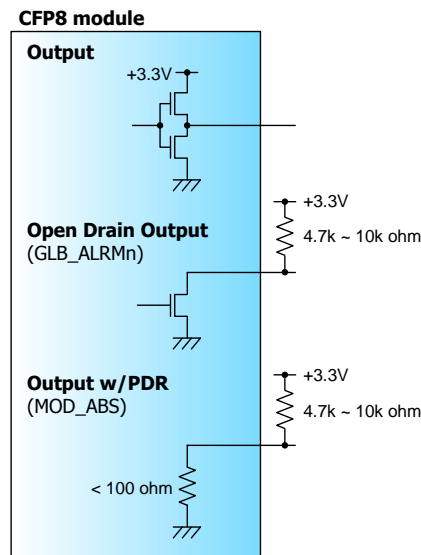 CFP8 module
Output
+3.3V
+3.3V
Open Drain Output
(GLB_ALRMn)
4.7k ~ 10k ohm
Output w/PDR
(MOD_ABS)
+3.3V
4.7k ~ 10k ohm
< 100 ohm